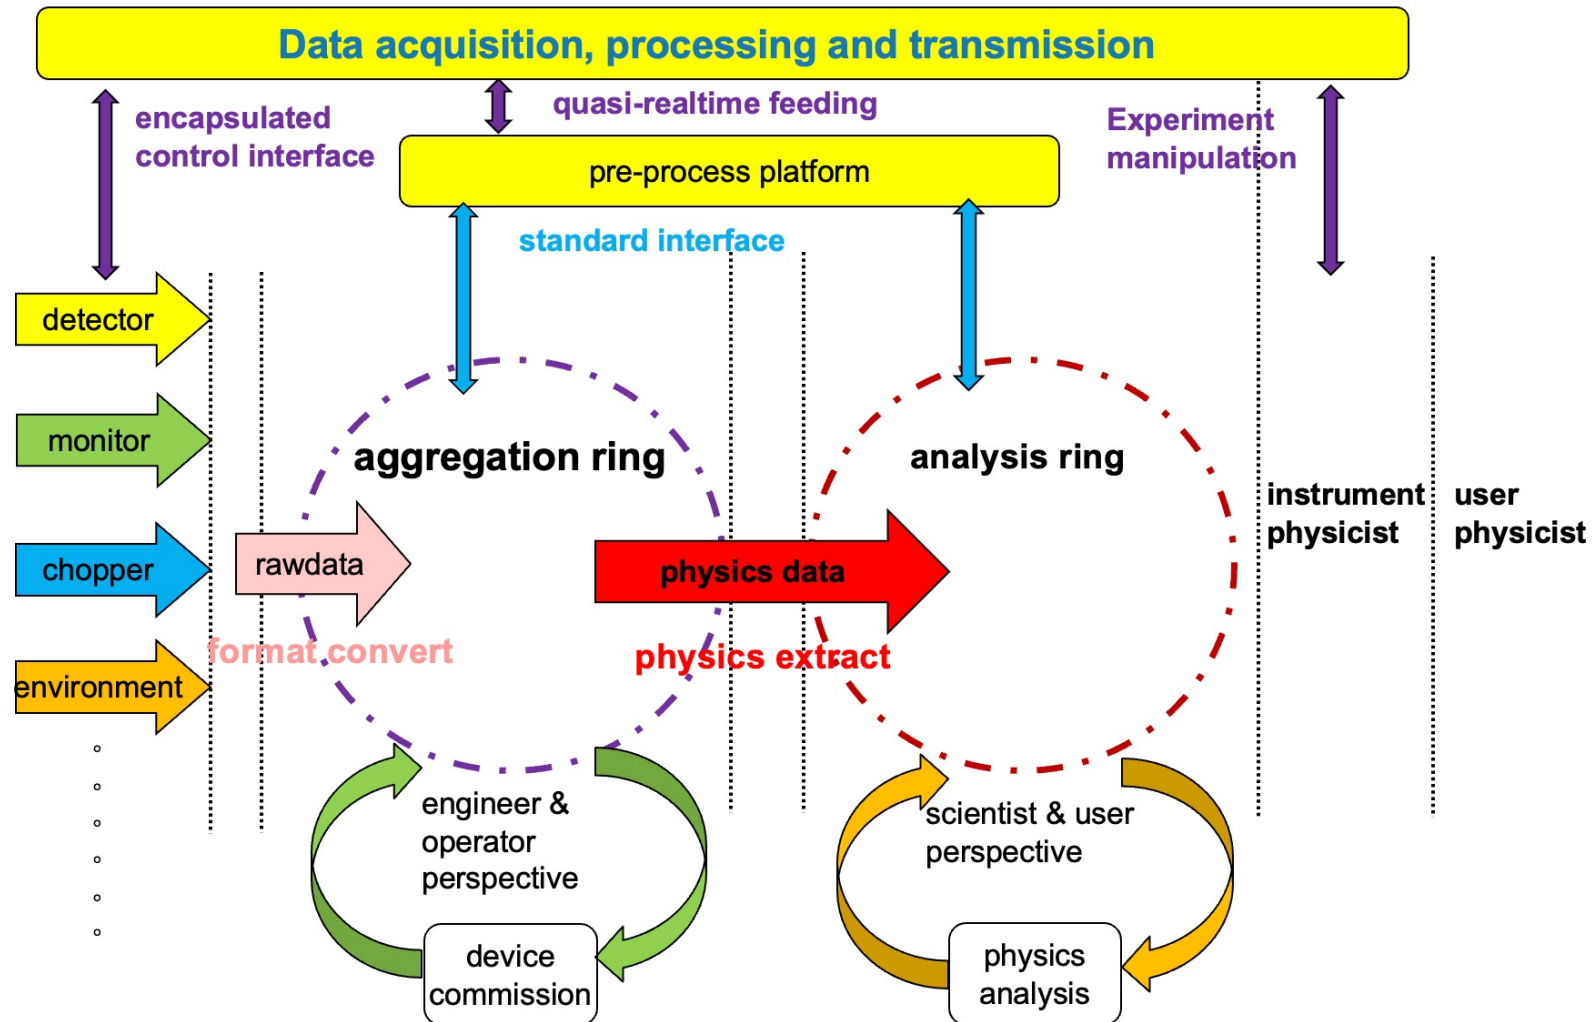 Data acquisition, processing and transmission
encapsulated
control interface
quasi-realtime feeding
Experiment
manipulation
pre-process platform
standard interface
detector
monitor
chopper
environment
aggregation ring
analysis ring
rawdata
physics data
instrument
physicist
user
physicist
format convert
physics extract
engineer &
operator
perspective
scientist & user
perspective
device
commission
physics
analysis